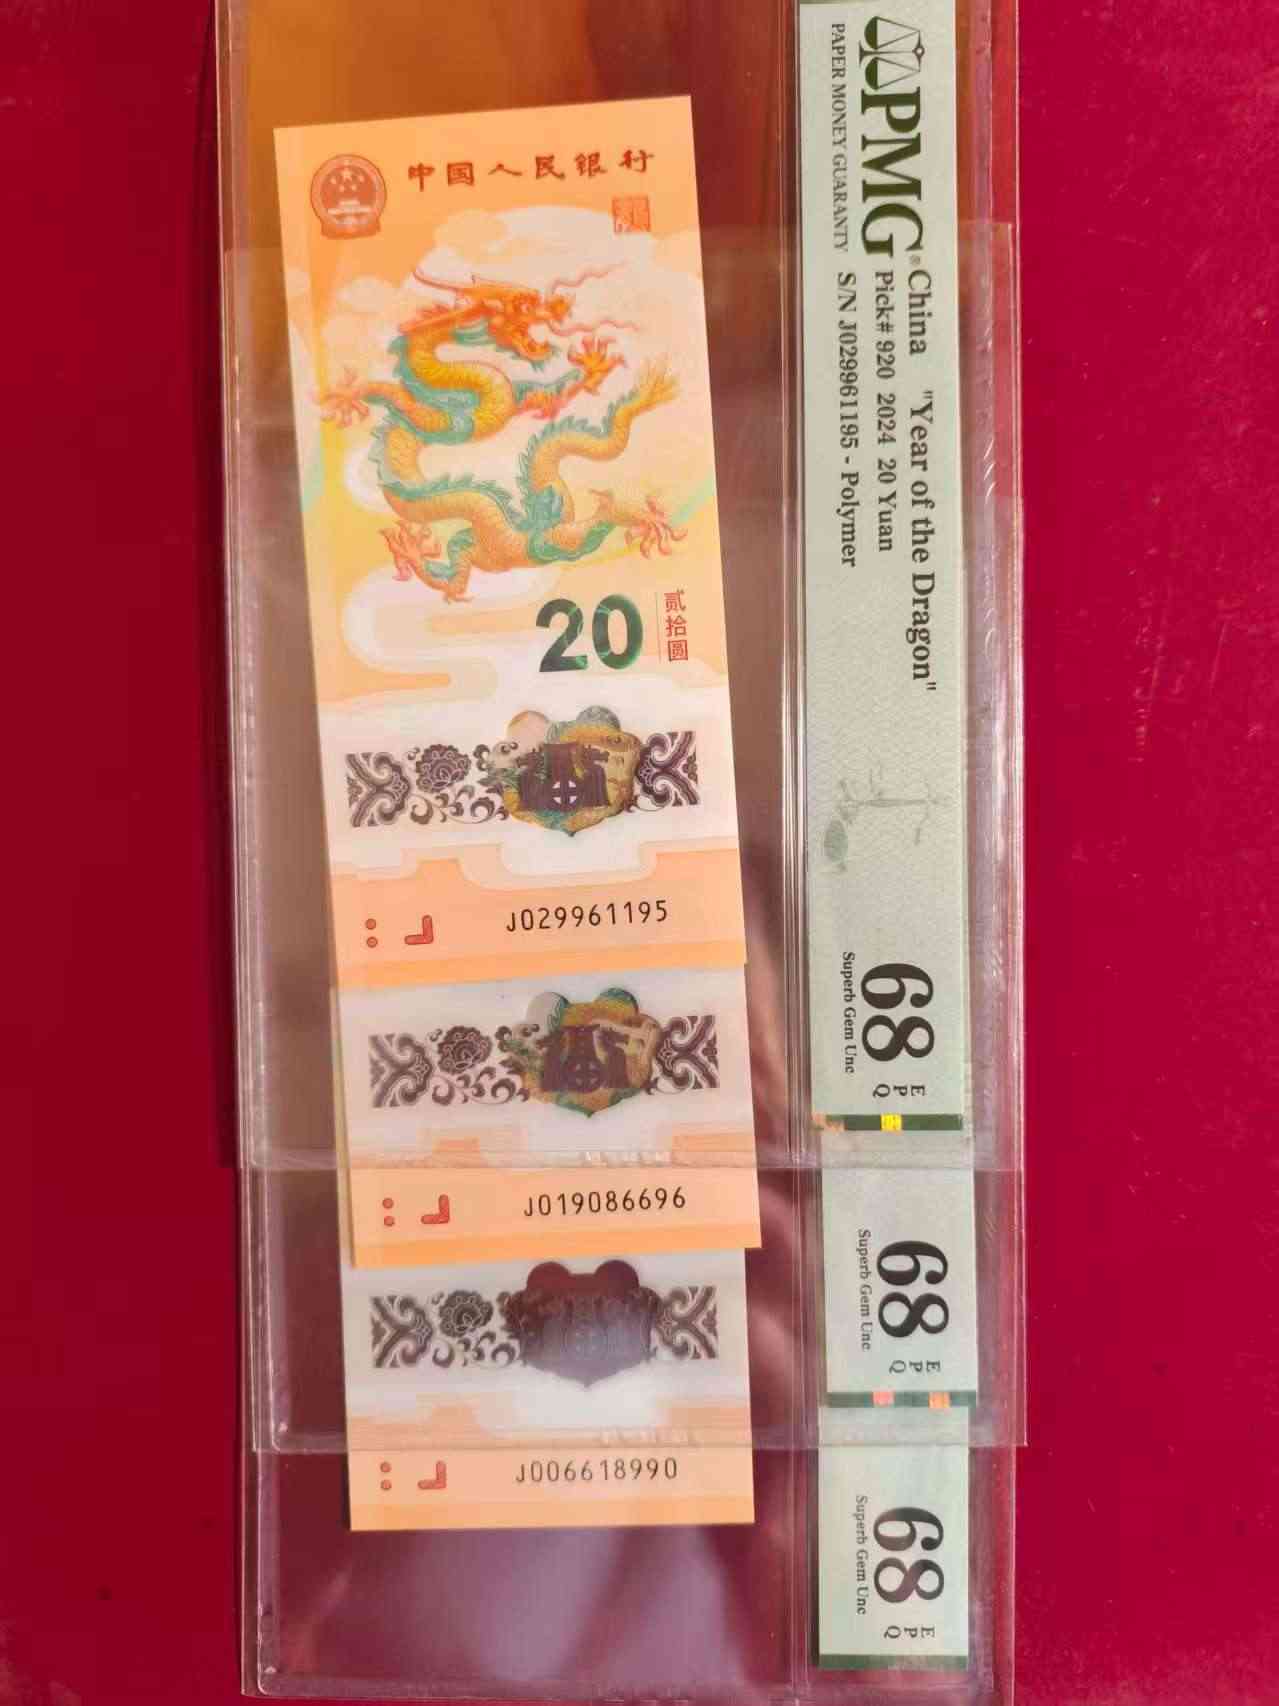 中国人民银行
20
贰拾圆
J029961195
J019086696
J006618990
PMG®
PAPER MONEY GUARANTY
China "Year of the Dragon"
Pick# 920 2024 20 Yuan
S/N J029961195 - Polymer
68
EPQ
Superb Gem Unc
68
EPQ
Superb Gem Unc
68
EPQ
Superb Gem Unc